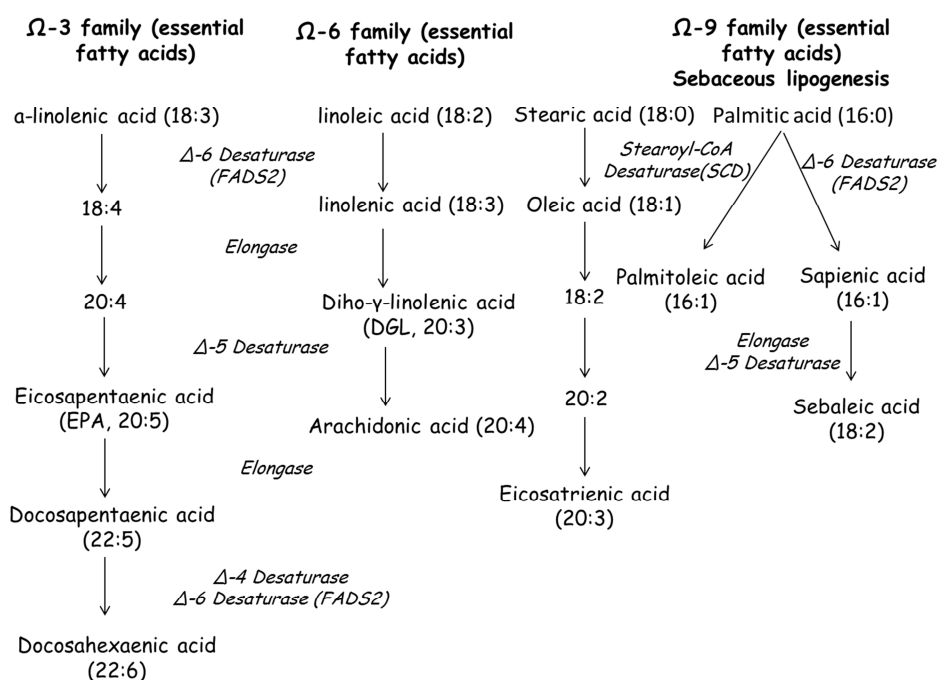 Ω-3 family (essential
fatty acids)
α-linolenic acid (18:3)
Δ-6 Desaturase
(FADS2)
18:4
Elongase
20:4
Δ-5 Desaturase
Eicosapentaenoic acid
(EPA, 20:5)
Elongase
Docosapentaenic acid
(22:5)
Δ-4 Desaturase
Δ-6 Desaturase (FADS2)
Docosahexaenic acid
(22:6)
Ω-6 family (essential
fatty acids)
linoleic acid (18:2)
linolenic acid (18:3)
Diho-γ-linolenic acid
(DGL, 20:3)
Arachidonic acid (20:4)
Ω-9 family (essential
fatty acids)
Sebaceous lipogenesis
Stearic acid (18:0)
Stearoyl-CoA
Desaturase(SCD)
Oleic acid (18:1)
18:2
20:2
Eicosatrienic acid
(20:3)
Palmitic acid (16:0)
Δ-6 Desaturase
(FADS2)
Palmitoleic acid
(16:1)
Sapienic acid
(16:1)
Elongase
Δ-5 Desaturase
Sebaleic acid
(18:2)